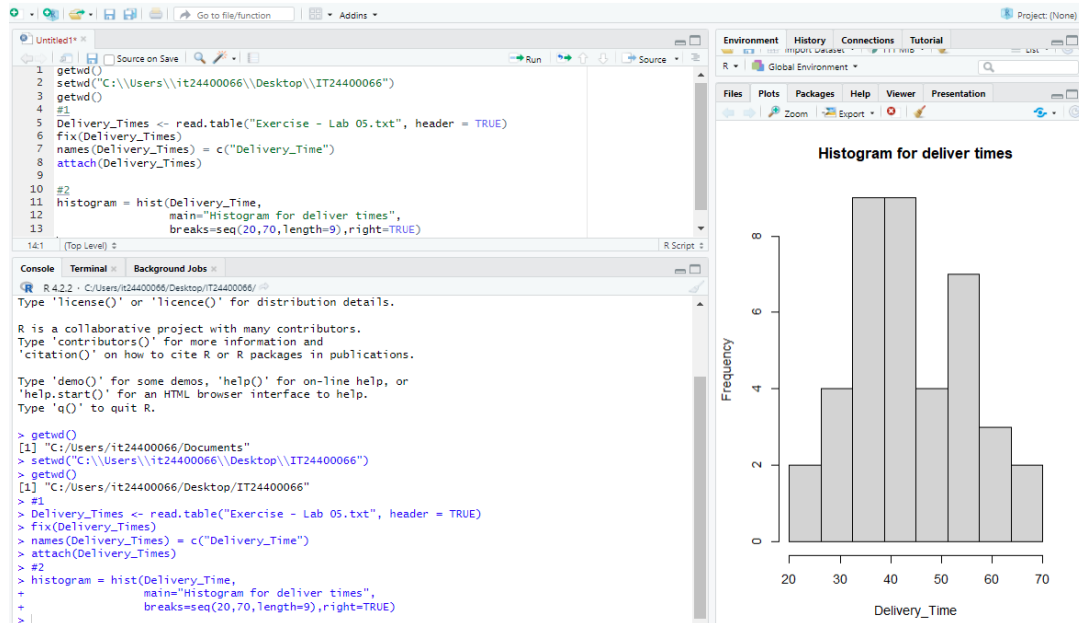 Go to file/function
Addins
Project: (None)
Untitled1*
Source on Save
Run
Source
1 getwd()
2 setwd("C:\\Users\\it24400066\\Desktop\\IT24400066")
3 getwd()
4 #1
5 Delivery_Times <- read.table("Exercise - Lab 05.txt", header = TRUE)
6 fix(Delivery_Times)
7 names(Delivery_Times) = c("Delivery_Time")
8 attach(Delivery_Times)
9
10 #2
11 histogram = hist(Delivery_Time,
12 main="Histogram for deliver times",
13 breaks=seq(20,70,length=9),right=TRUE)
14:1 (Top Level) R Script
Console Terminal Background Jobs
R 4.2.2 · C:/Users/it24400066/Desktop/IT24400066/
Type 'license()' or 'licence()' for distribution details.
R is a collaborative project with many contributors.
Type 'contributors()' for more information and
'citation()' on how to cite R or R packages in publications.
Type 'demo()' for some demos, 'help()' for on-line help, or
'help.start()' for an HTML browser interface to help.
Type 'q()' to quit R.
> getwd()
[1] "C:/Users/it24400066/Documents"
> setwd("C:\\Users\\it24400066\\Desktop\\IT24400066")
> getwd()
[1] "C:/Users/it24400066/Desktop/IT24400066"
> #1
> Delivery_Times <- read.table("Exercise - Lab 05.txt", header = TRUE)
> fix(Delivery_Times)
> names(Delivery_Times) = c("Delivery_Time")
> attach(Delivery_Times)
> #2
> histogram = hist(Delivery_Time,
+ main="Histogram for deliver times",
+ breaks=seq(20,70,length=9),right=TRUE)
>
Environment History Connections Tutorial
Import Dataset 111 MiB List
R Global Environment
Files Plots Packages Help Viewer Presentation
Zoom Export
Histogram for deliver times
Frequency
8
6
4
2
0
20 30 40 50 60 70
Delivery_Time